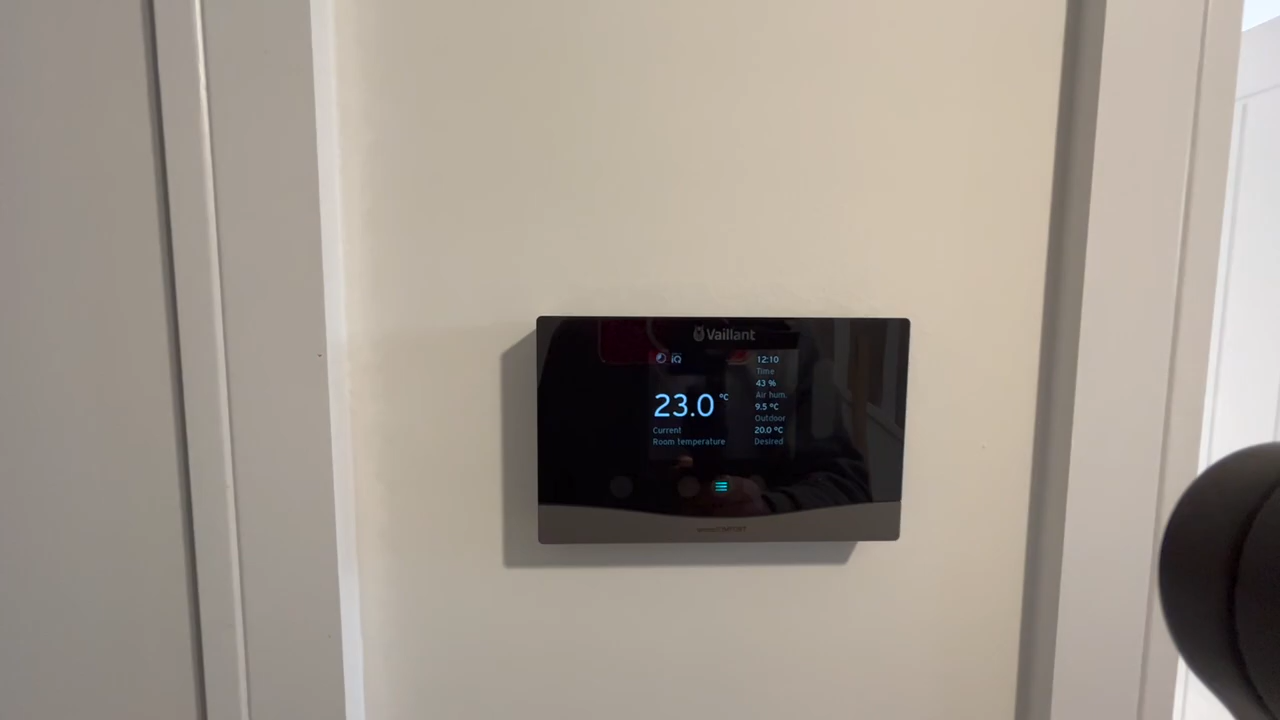 Vaillant
iQ
23.0 °C
Current
Room temperature
12:10
Time
43 %
Air hum.
9.5 °C
Outdoor
20.0 °C
Desired